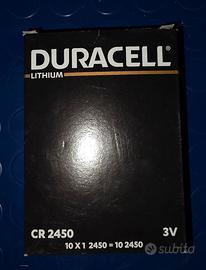 DURACELL
LITHIUM
CR 2450 3V
10 X 1 2450 = 10 2450
subito